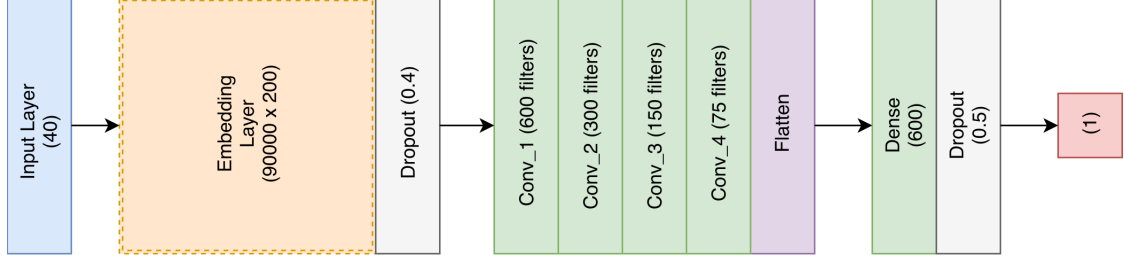 Input Layer
(40)
Embedding
Layer
(90000 x 200)
Dropout (0.4)
Conv_1 (600 filters)
Conv_2 (300 filters)
Conv_3 (150 filters)
Conv_4 (75 filters)
Flatten
Dense
(600)
Dropout
(0.5)
(1)